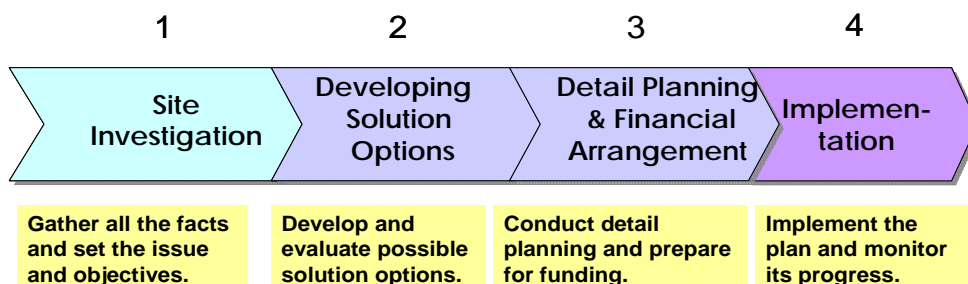 1
2
3
4
Site
Investigation
Developing
Solution
Options
Detail Planning
& Financial
Arrangement
Implemen-
tation
Gather all the facts
and set the issue
and objectives.
Develop and
evaluate possible
solution options.
Conduct detail
planning and prepare
for funding.
Implement the
plan and monitor
its progress.